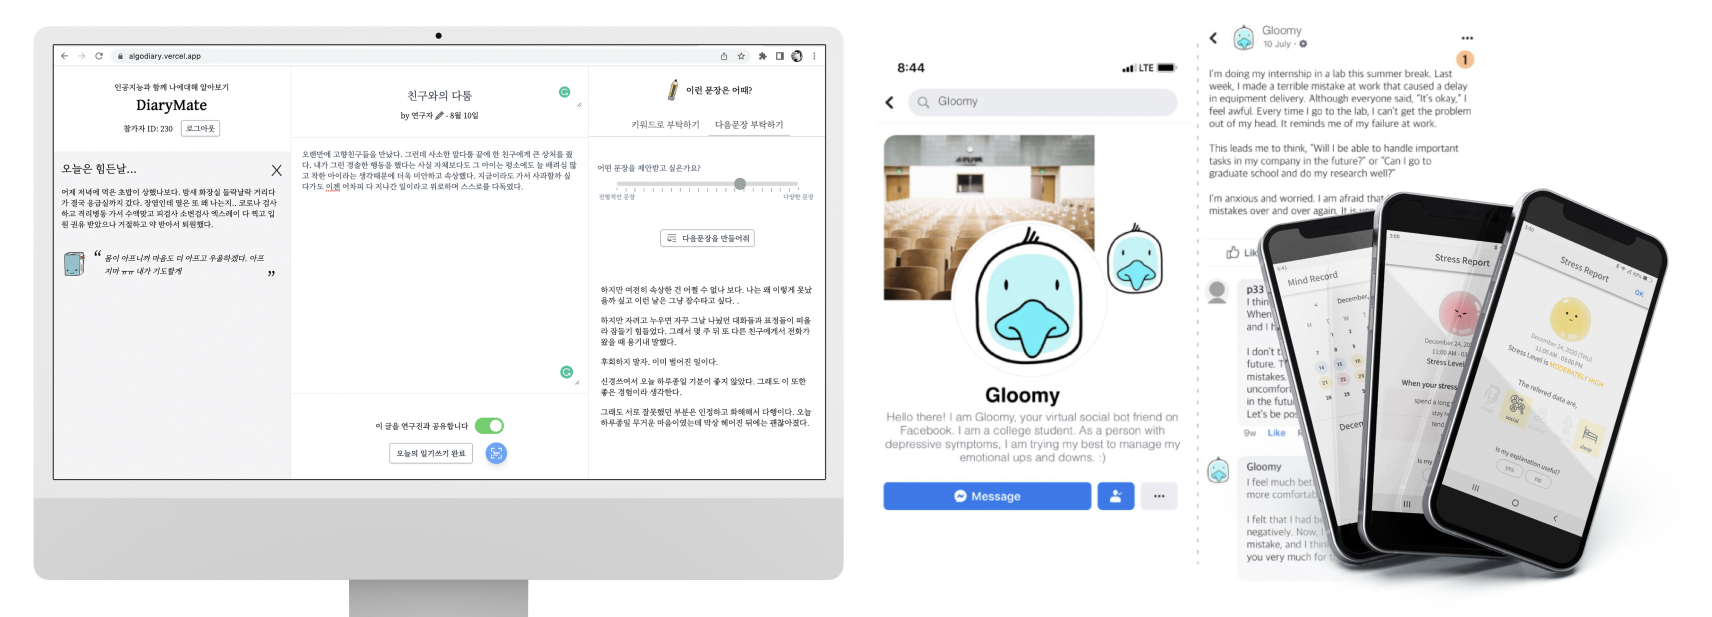 algodiary.vercel.app
인공지능과 함께 나에대해 알아보기
DiaryMate
참가자 ID: 230
로그아웃
오늘은 힘든날...
X
어제 저녁에 먹은 초밥이 상했나보다. 밤새 화장실 들락날락 거리다
가 결국 응급실까지 갔다. 장염인데 열은 또 왜 나는지.. 코로나 검사
하고 격리병동 가서 수액맞고 피검사 소변검사 엑스레이 다 찍고 입
원 권유 받았으나 거절하고 약 받아서 퇴원했다.
“ 몸이 아프니까 마음도 더 아프고 우울하겠다. 아프
지마 ㅠㅠ 내가 기도할게 ”
친구와의 다툼
by 연구자 - 8월 10일
오랜만에 고향친구들을 만났다. 그런데 사소한 말다툼 끝에 한 친구에게 큰 상처를 줬
다. 내가 그런 경솔한 행동을 했다는 사실 자체보다도 그 아이는 평소에도 늘 배려심 많
고 착한 아이라는 생각때문에 더욱 미안하고 속상했다. 지금이라도 가서 사과할까 싶
다가도 이젠 어차피 다 지나간 일이라고 위로하며 스스로를 다독였다.
이 글을 연구진과 공유합니다
오늘의 일기쓰기 완료
이런 문장은 어때?
키워드로 부탁하기
다음문장 부탁하기
어떤 문장을 제안받고 싶은가요?
전형적인 문장
다양한 문장
다음문장을 만들어줘
하지만 여전히 속상한 건 어쩔 수 없나 보다. 나는 왜 이렇게 못났
을까 싶고 이런 날은 그냥 잠수타고 싶다. .
하지만 자려고 누우면 자꾸 그날 나눴던 대화들과 표정들이 떠올
라 잠들기 힘들었다. 그래서 몇 주 뒤 또 다른 친구에게서 전화가
왔을 때 용기내 말했다.
후회하지 말자. 이미 벌어진 일이다.
신경쓰여서 오늘 하루종일 기분이 좋지 않았다. 그래도 이 또한
좋은 경험이라 생각한다.
그래도 서로 잘못했던 부분은 인정하고 화해해서 다행이다. 오늘
하루종일 무거운 마음이였는데 막상 헤어진 뒤에는 괜찮아졌다.
8:44
LTE
Gloomy
Gloomy
Hello there! I am Gloomy, your virtual social bot friend on
Facebook. I am a college student. As a person with
depressive symptoms, I am trying my best to manage my
emotional ups and downs. :)
Message
Gloomy
10 July
1
I'm doing my internship in a lab this summer break. Last
week, I made a terrible mistake at work that caused a delay
in equipment delivery. Although everyone said, "It's okay," I
feel awful. Every time I go to the lab, I can't get the problem
out of my head. It reminds me of my failure at work.
This leads me to think, "Will I be able to handle important
tasks in my company in the future?" or "Can I go to
graduate school and do my research well?"
I'm anxious and worried. I am afraid that
mistakes over and over again. It is
Lik
p33
I thin
When
and I h
I don't t
future. T
mistakes.
uncomfor
in the futu
Let's be pos
9w Like
Gloomy
I feel much bet
more comfortab
I felt that I had be
negatively. Now, I
mistake, and I think
you very much for t
Mind Record
December,
Stress Report
December 24, 20
11:00 AM - 03:00
Stress Level
When your stress
spend a long
stay h
tend
Is my
Stress Report
OK
December 24, 2020 (THU)
11:00 AM - 03:00 PM
Stress Level is MODERATELY HIGH
The refered data are,
social
sleep
Is my explanation useful?
yes
no